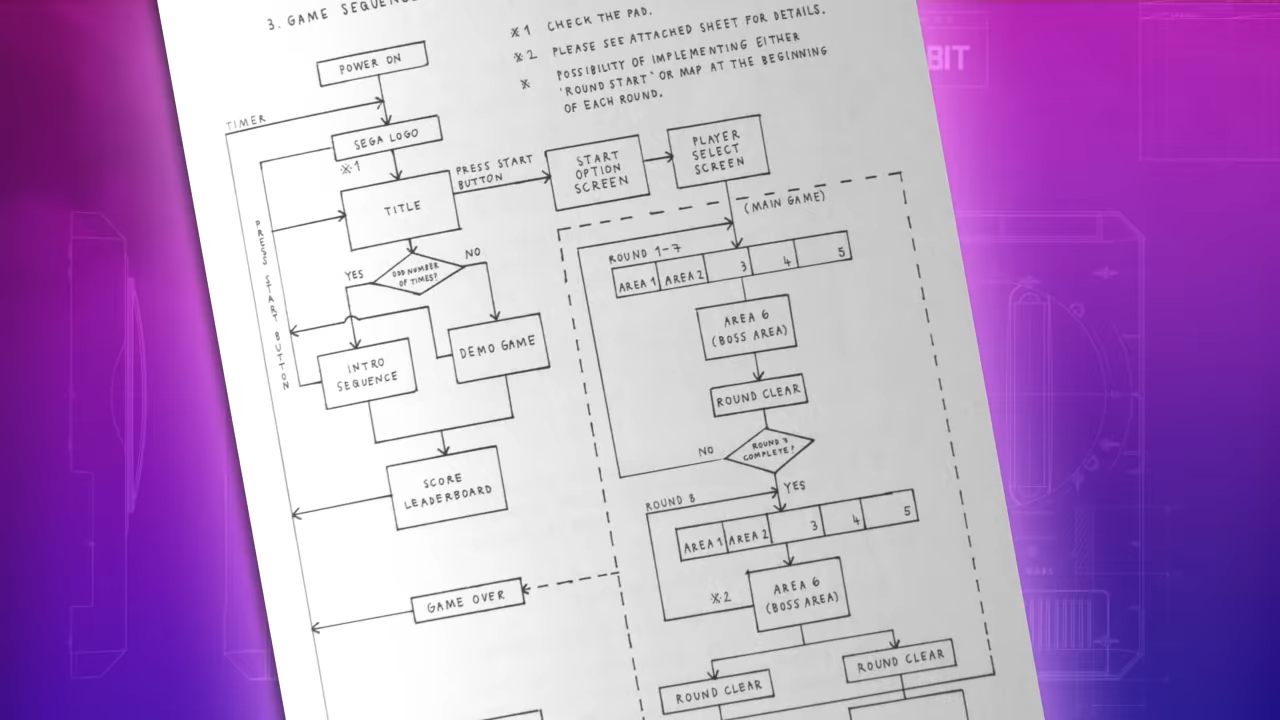 3. GAME SEQUENC
※1 CHECK THE PAD.
※2 PLEASE SEE ATTACHED SHEET FOR DETAILS.
※ POSSIBILITY OF IMPLEMENTING EITHER
'ROUND START' OR MAP AT THE BEGINNING
OF EACH ROUND.
BIT
POWER ON
TIMER
SEGA LOGO
※1
TITLE
PRESS START
BUTTON
START
OPTION
SCREEN
PLAYER
SELECT
SCREEN
(MAIN GAME)
PRESS START BUTTON
YES
ODD NUMBER
OF TIMES?
NO
INTRO
SEQUENCE
DEMO GAME
SCORE
LEADERBOARD
GAME OVER
ROUND 1-7
AREA 1 AREA 2 3 4 5
AREA 6
(BOSS AREA)
ROUND CLEAR
NO
ROUND 7
COMPLETE?
YES
ROUND 8
AREA 1 AREA 2 3 4 5
※2
AREA 6
(BOSS AREA)
ROUND CLEAR
ROUND CLEAR